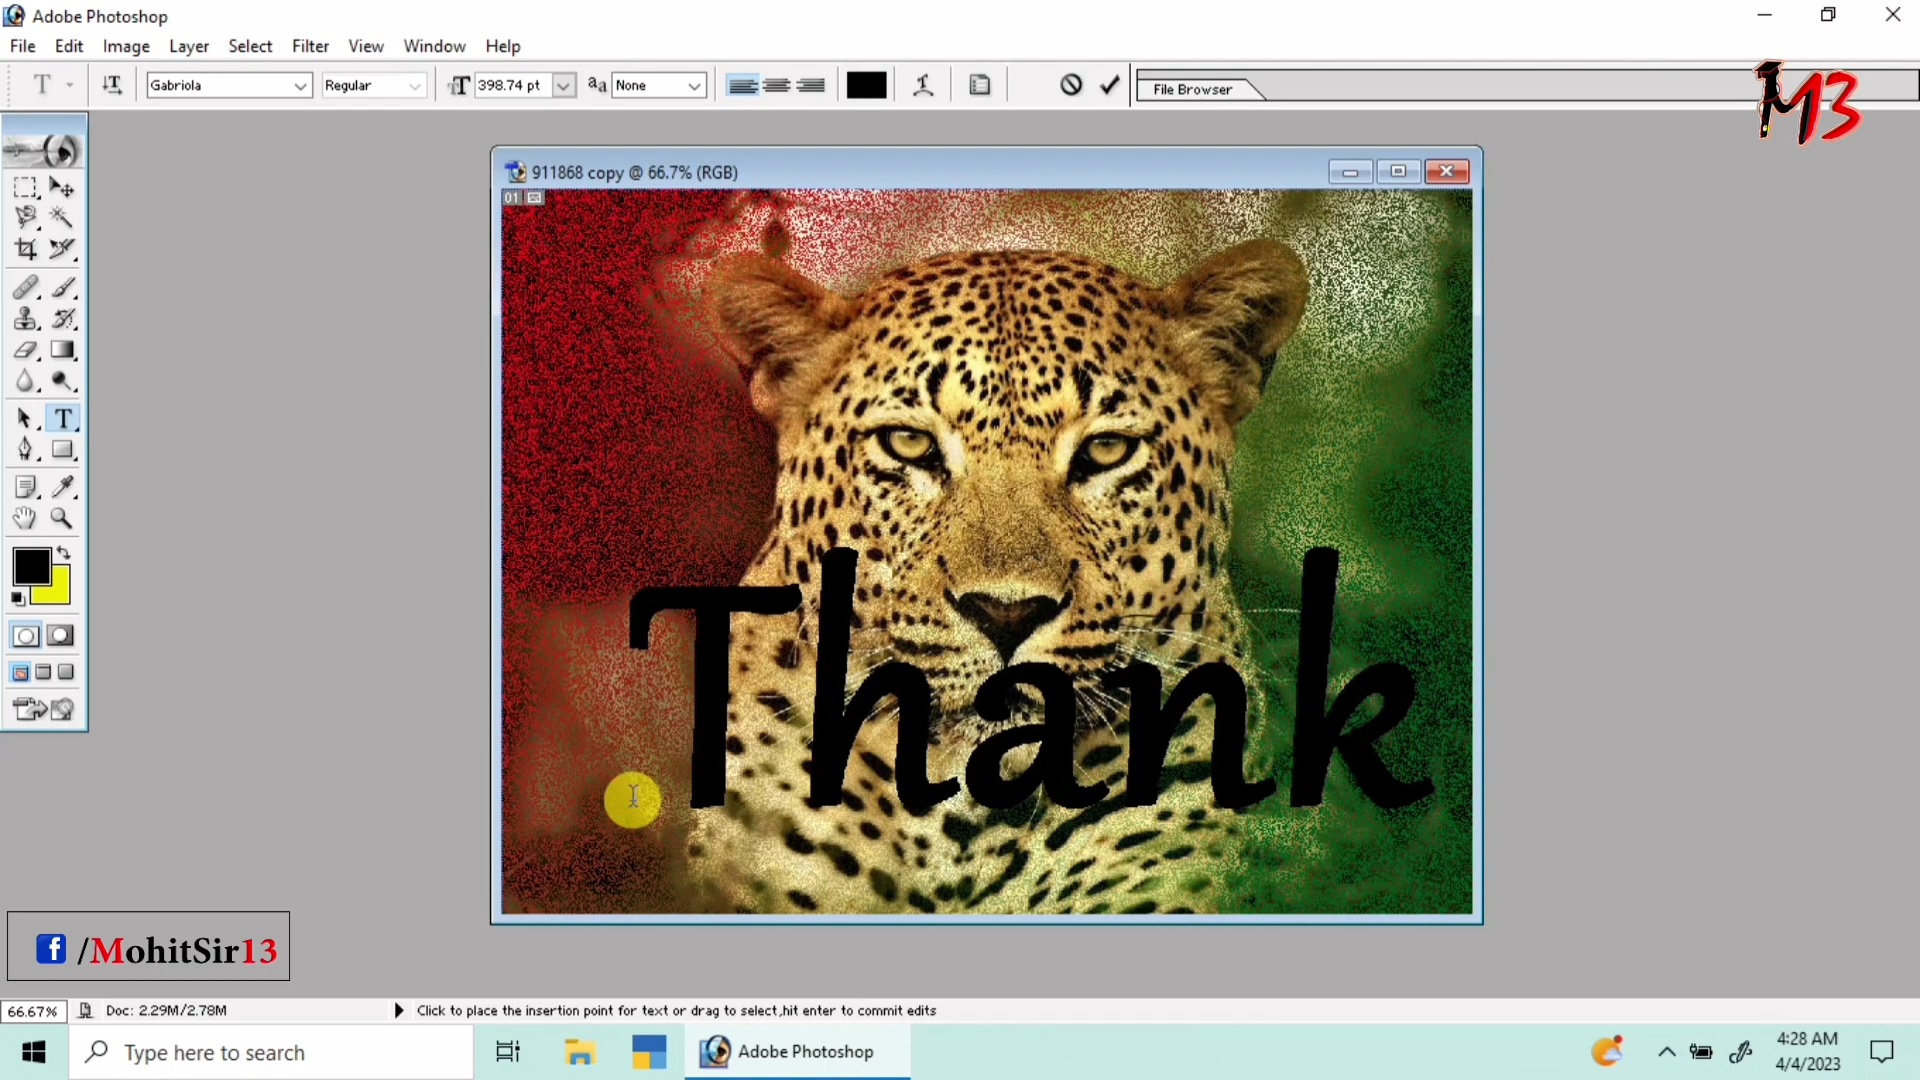 Adobe Photoshop
File Edit Image Layer Select Filter View Window Help
T T Gabriola Regular TT 398.74 pt aa None File Browser
M3
911868 copy @ 66.7% (RGB)
01
T
Thank
f /MohitSir13
66.67% Doc: 2.29M/2.78M Click to place the insertion point for text or drag to select,hit enter to commit edits
Type here to search Adobe Photoshop 4:28 AM
4/4/2023